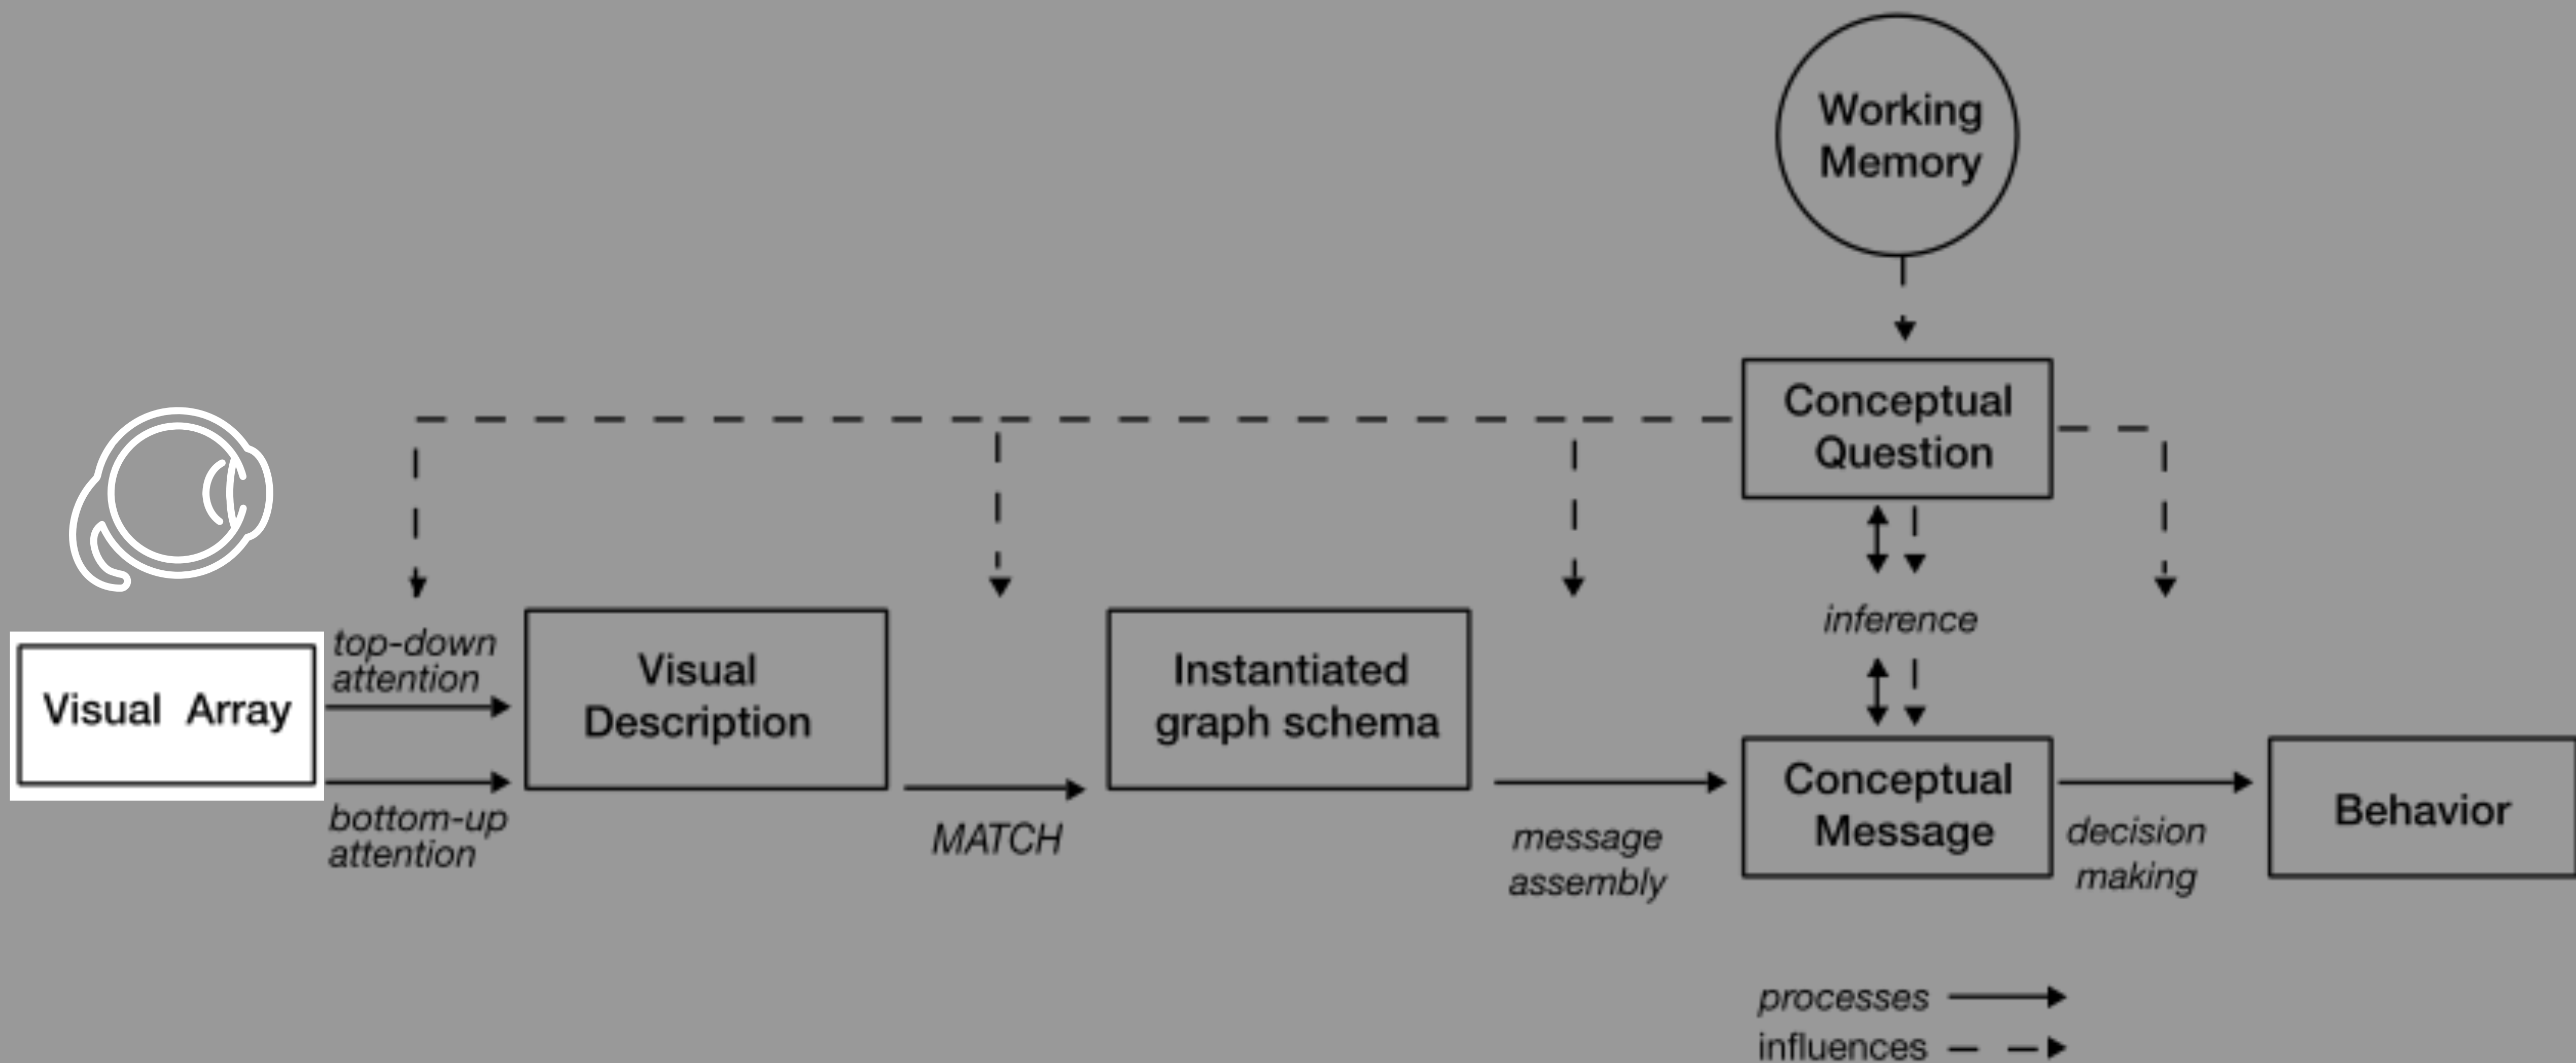 Working
Memory
Conceptual
Question
top-down
attention
Visual Array
bottom-up
attention
Visual
Description
MATCH
Instantiated
graph schema
message
assembly
inference
Conceptual
Message
decision
making
Behavior
processes
influences